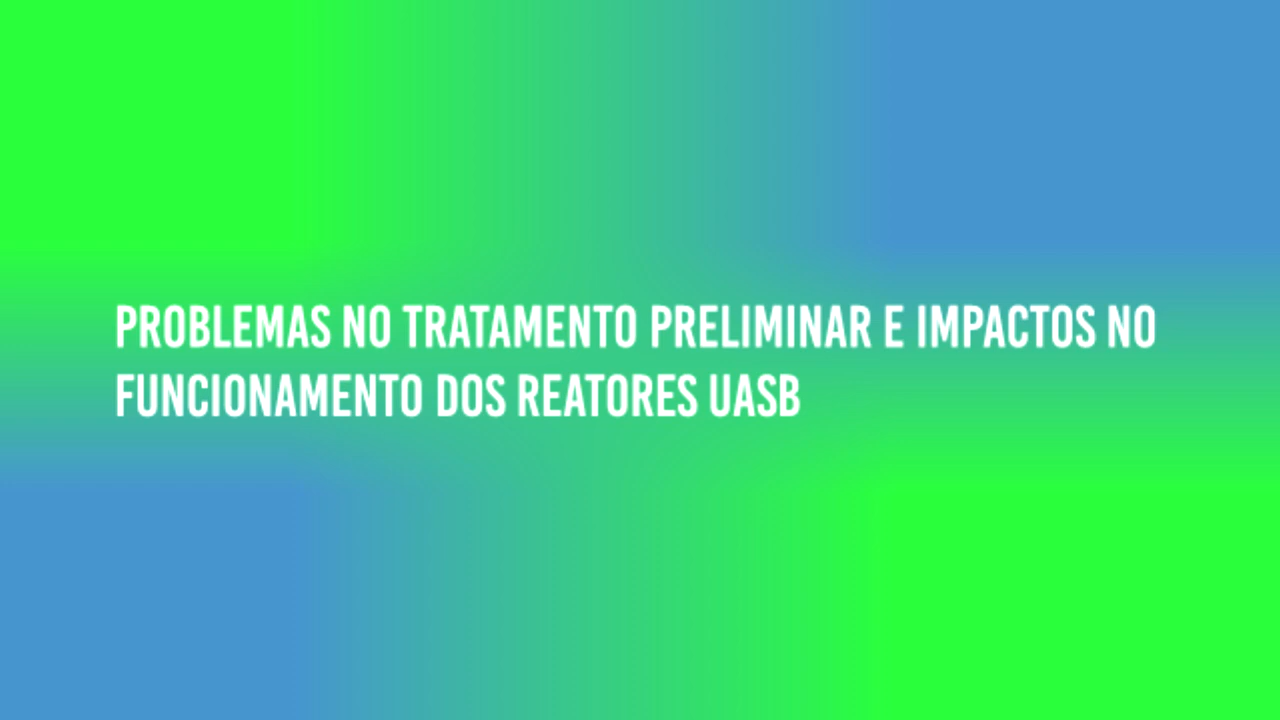 PROBLEMAS NO TRATAMENTO PRELIMINAR E IMPACTOS NO
FUNCIONAMENTO DOS REATORES UASB